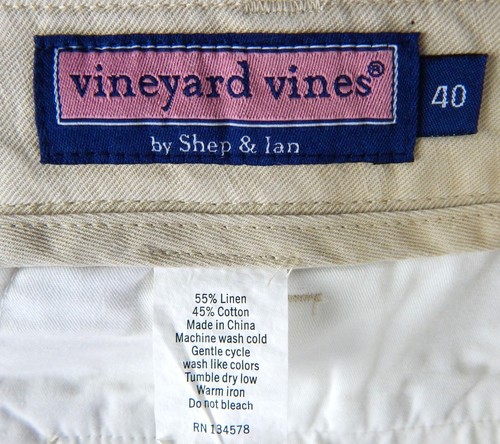 vineyard vines®
by Shep & Ian
40
55% Linen
45% Cotton
Made in China
Machine wash cold
Gentle cycle
wash like colors
Tumble dry low
Warm iron
Do not bleach
RN 134578